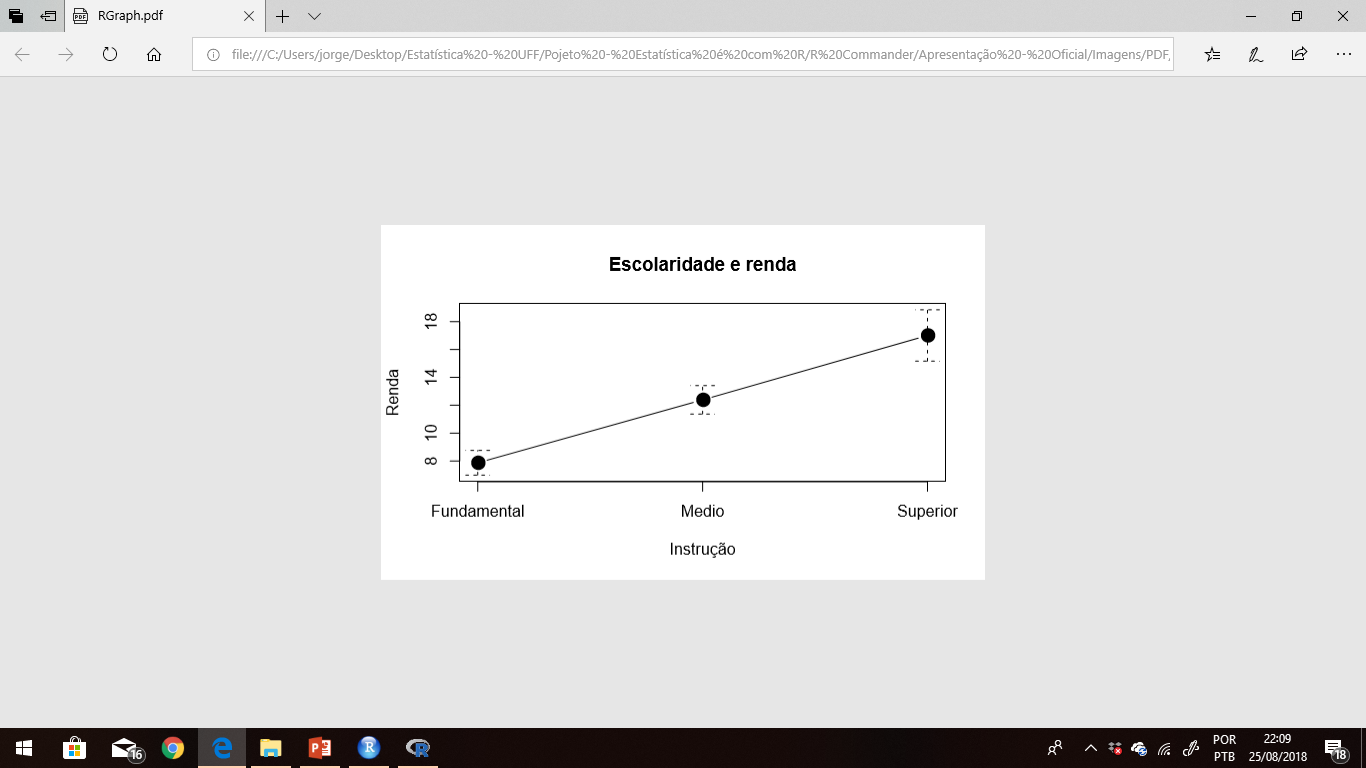 RGraph.pdf
file:///C:/Users/jorge/Desktop/Estatística%20-%20UFF/Pojeto%20-%20Estatística%20é%20com%20R/R%20Commander/Apresentação%20-%20Oficial/Imagens/PDF,
Escolaridade e renda
18
14
10
8
Renda
Fundamental
Medio
Superior
Instrução
16
POR
PTB
22:09
25/08/2018
18